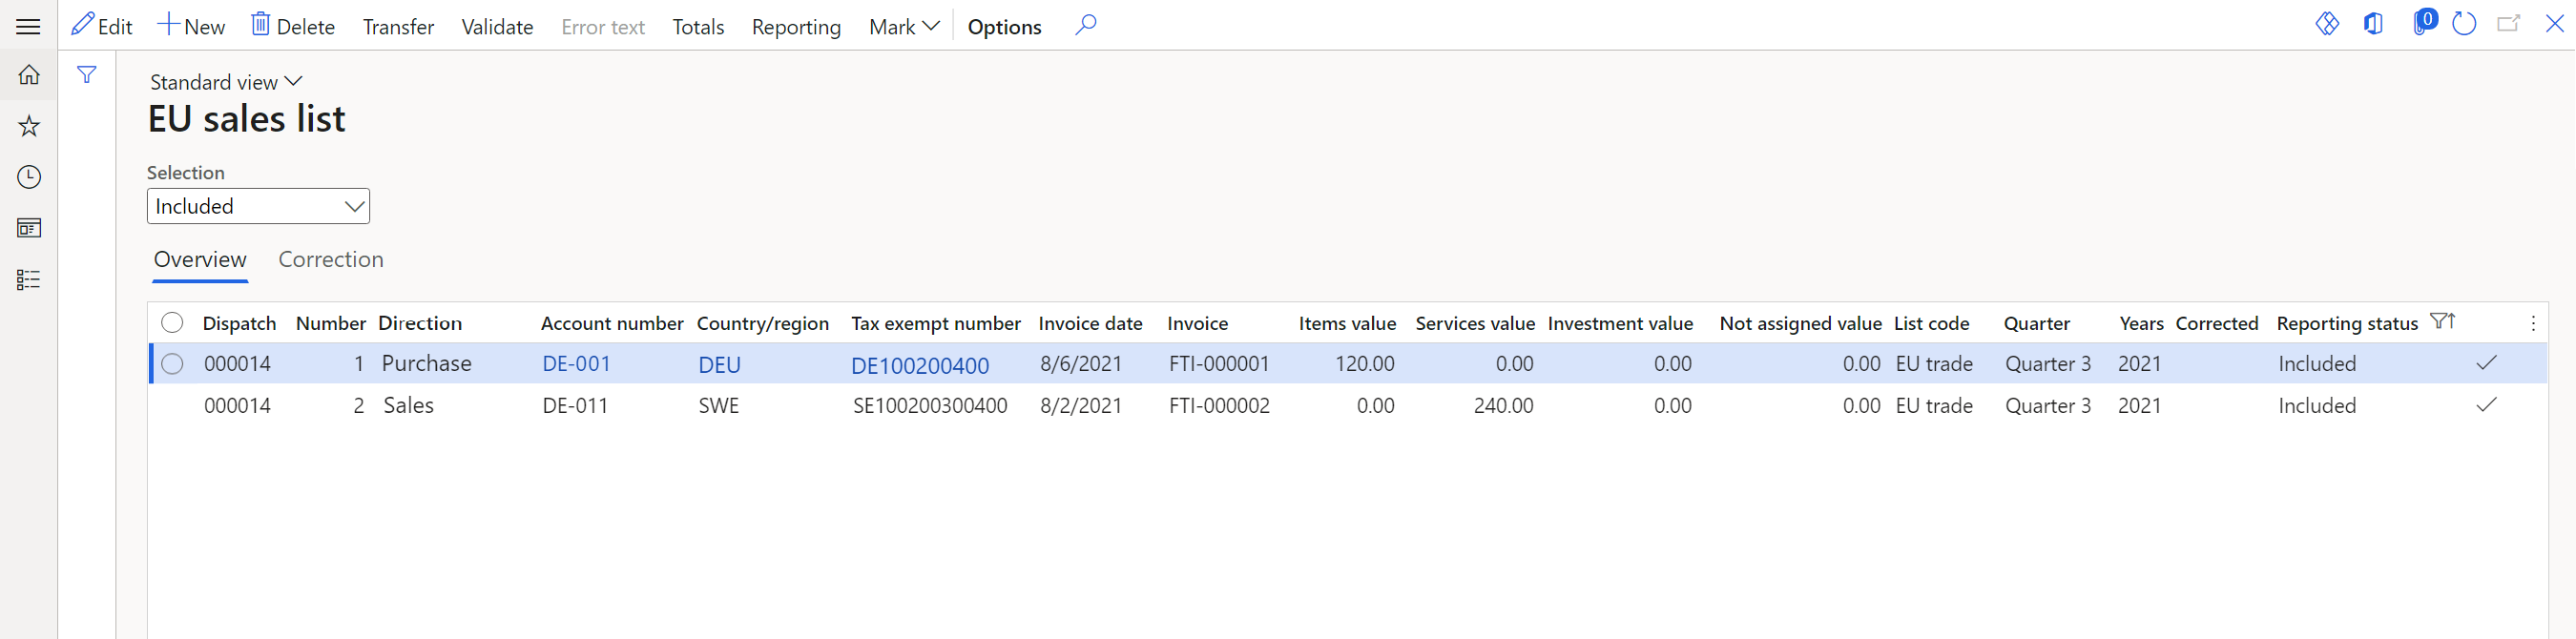 Edit New Delete Transfer Validate Error text Totals Reporting Mark Options 0
Standard view
EU sales list
Selection
Included
Overview Correction
Dispatch Number Direction Account number Country/region Tax exempt number Invoice date Invoice Items value Services value Investment value Not assigned value List code Quarter Years Corrected Reporting status
000014 1 Purchase DE-001 DEU DE100200400 8/6/2021 FTI-000001 120.00 0.00 0.00 0.00 EU trade Quarter 3 2021 Included
000014 2 Sales DE-011 SWE SE100200300400 8/2/2021 FTI-000002 0.00 240.00 0.00 0.00 EU trade Quarter 3 2021 Included